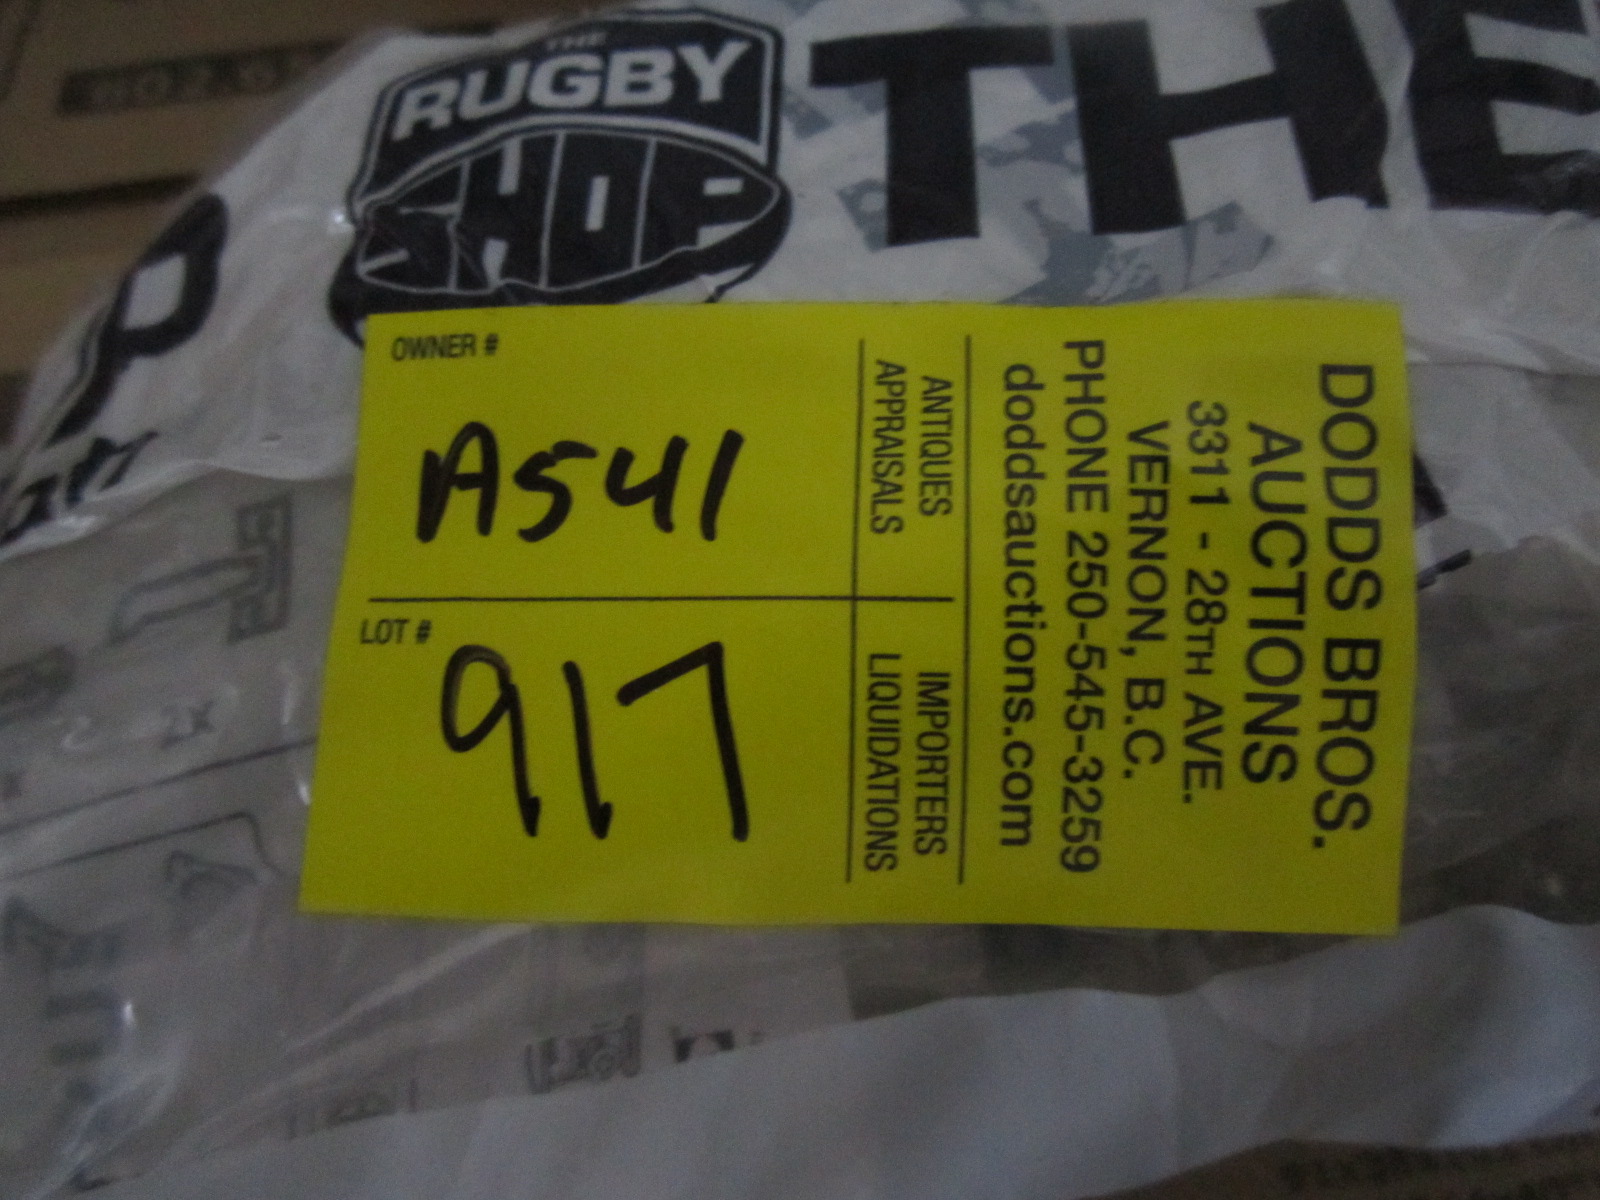 THE
RUGBY
SHOP
THE
OWNER #
A541
LOT #
917
ANTIQUES
APPRAISALS
IMPORTERS
LIQUIDATIONS
DODDS BROS.
AUCTIONS
3311 - 28TH AVE.
VERNON, B.C.
PHONE 250-545-3259
doddsauctions.com